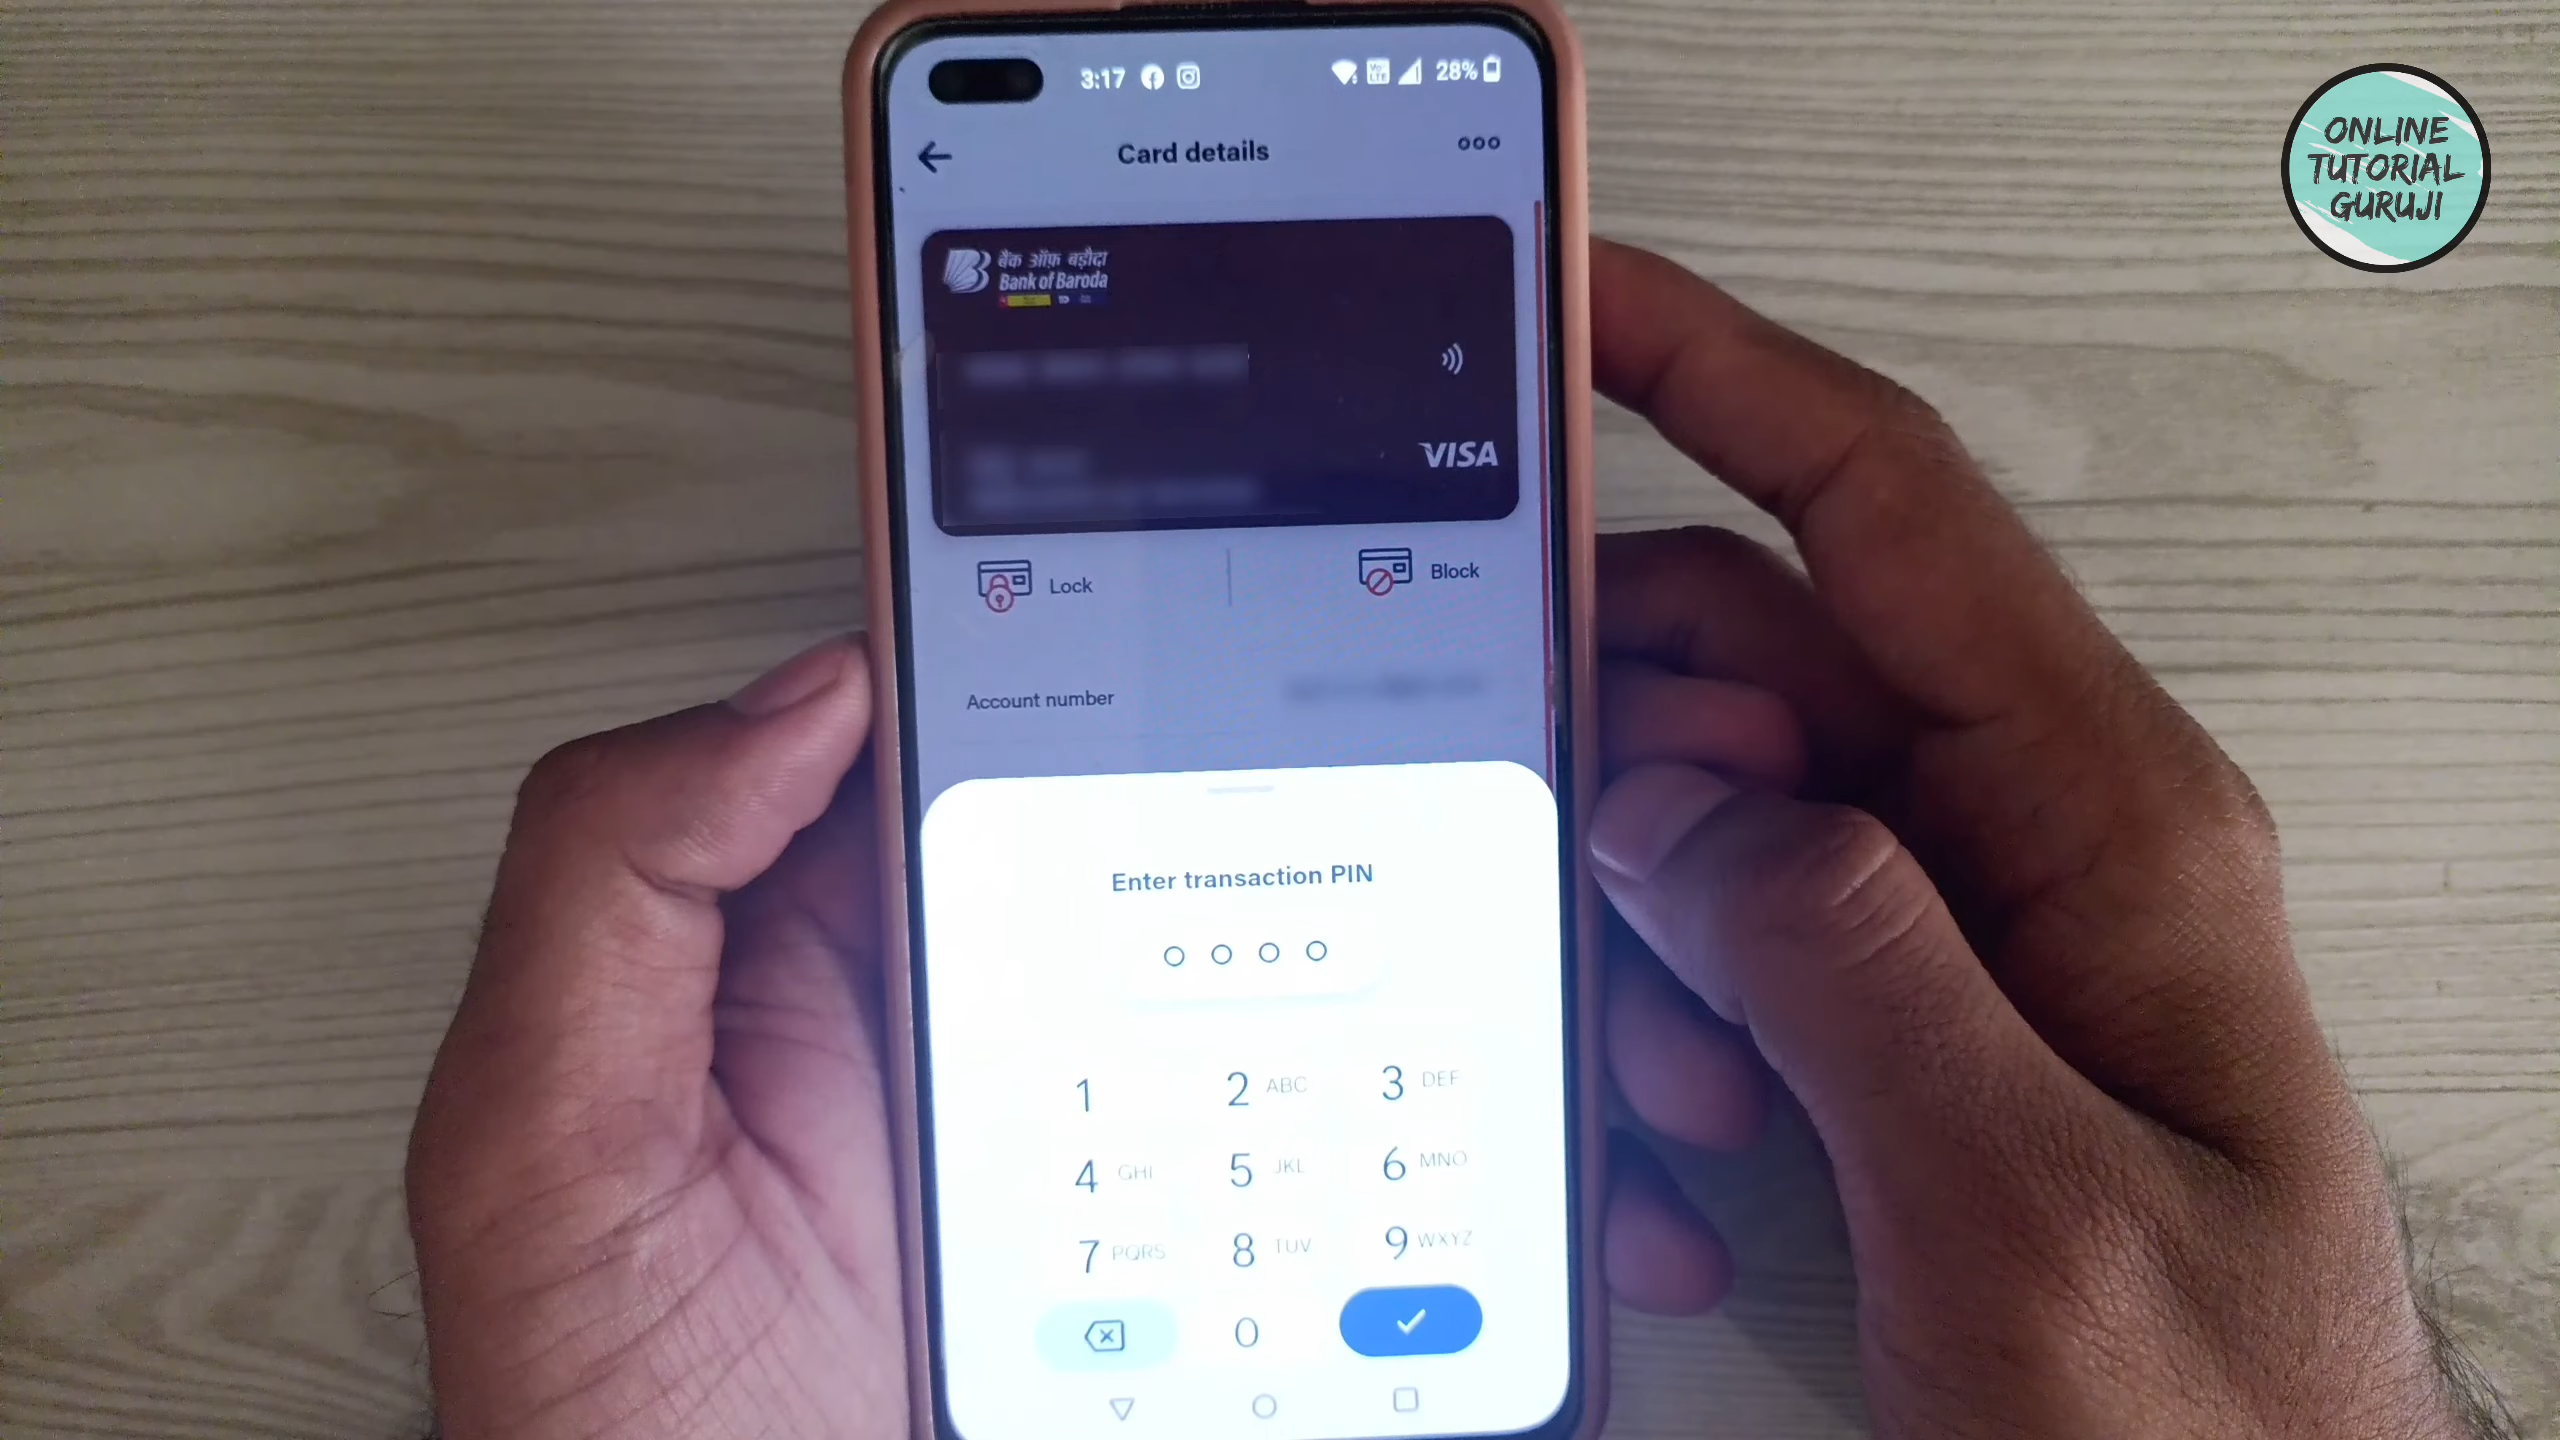 3:17
28%
ONLINE
TUTORIAL
GURUJI
Card details
बैंक ऑफ़ बड़ौदा
Bank of Baroda
VISA
Lock
Block
Account number
Enter transaction PIN
1
2 ABC
3 DEF
4 GHI
5 JKL
6 MNO
7 PQRS
8 TUV
9 WXYZ
0